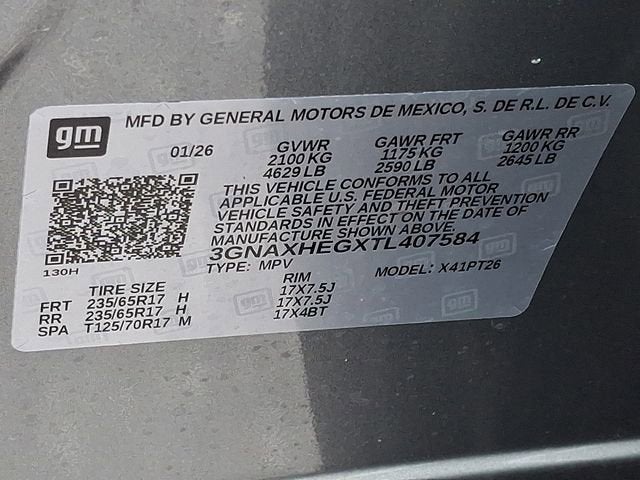 gm
MFD BY GENERAL MOTORS DE MEXICO, S. DE R.L. DE C.V.
01/26 GVWR GAWR FRT GAWR RR
2100 KG 1175 KG 1200 KG
4629 LB 2590 LB 2645 LB
THIS VEHICLE CONFORMS TO ALL
APPLICABLE U.S. FEDERAL MOTOR
VEHICLE SAFETY AND THEFT PREVENTION
STANDARDS IN EFFECT ON THE DATE OF
MANUFACTURE SHOWN ABOVE.
3GNAXHEGXTL407584
130H
TYPE: MPV MODEL: X41PT26
TIRE SIZE RIM
FRT 235/65R17 H 17X7.5J
RR 235/65R17 H 17X7.5J
SPA T125/70R17 M 17X4BT